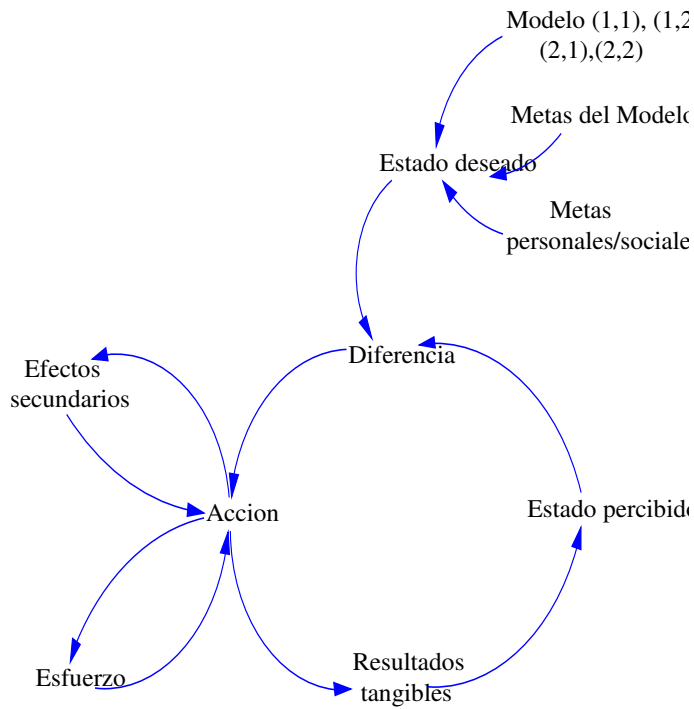 Modelo (1,1), (1,2
(2,1),(2,2)
Metas del Modelo
Estado deseado
Metas
personales/sociale
Diferencia
Efectos
secundarios
Accion
Estado percibido
Resultados
tangibles
Esfuerzo